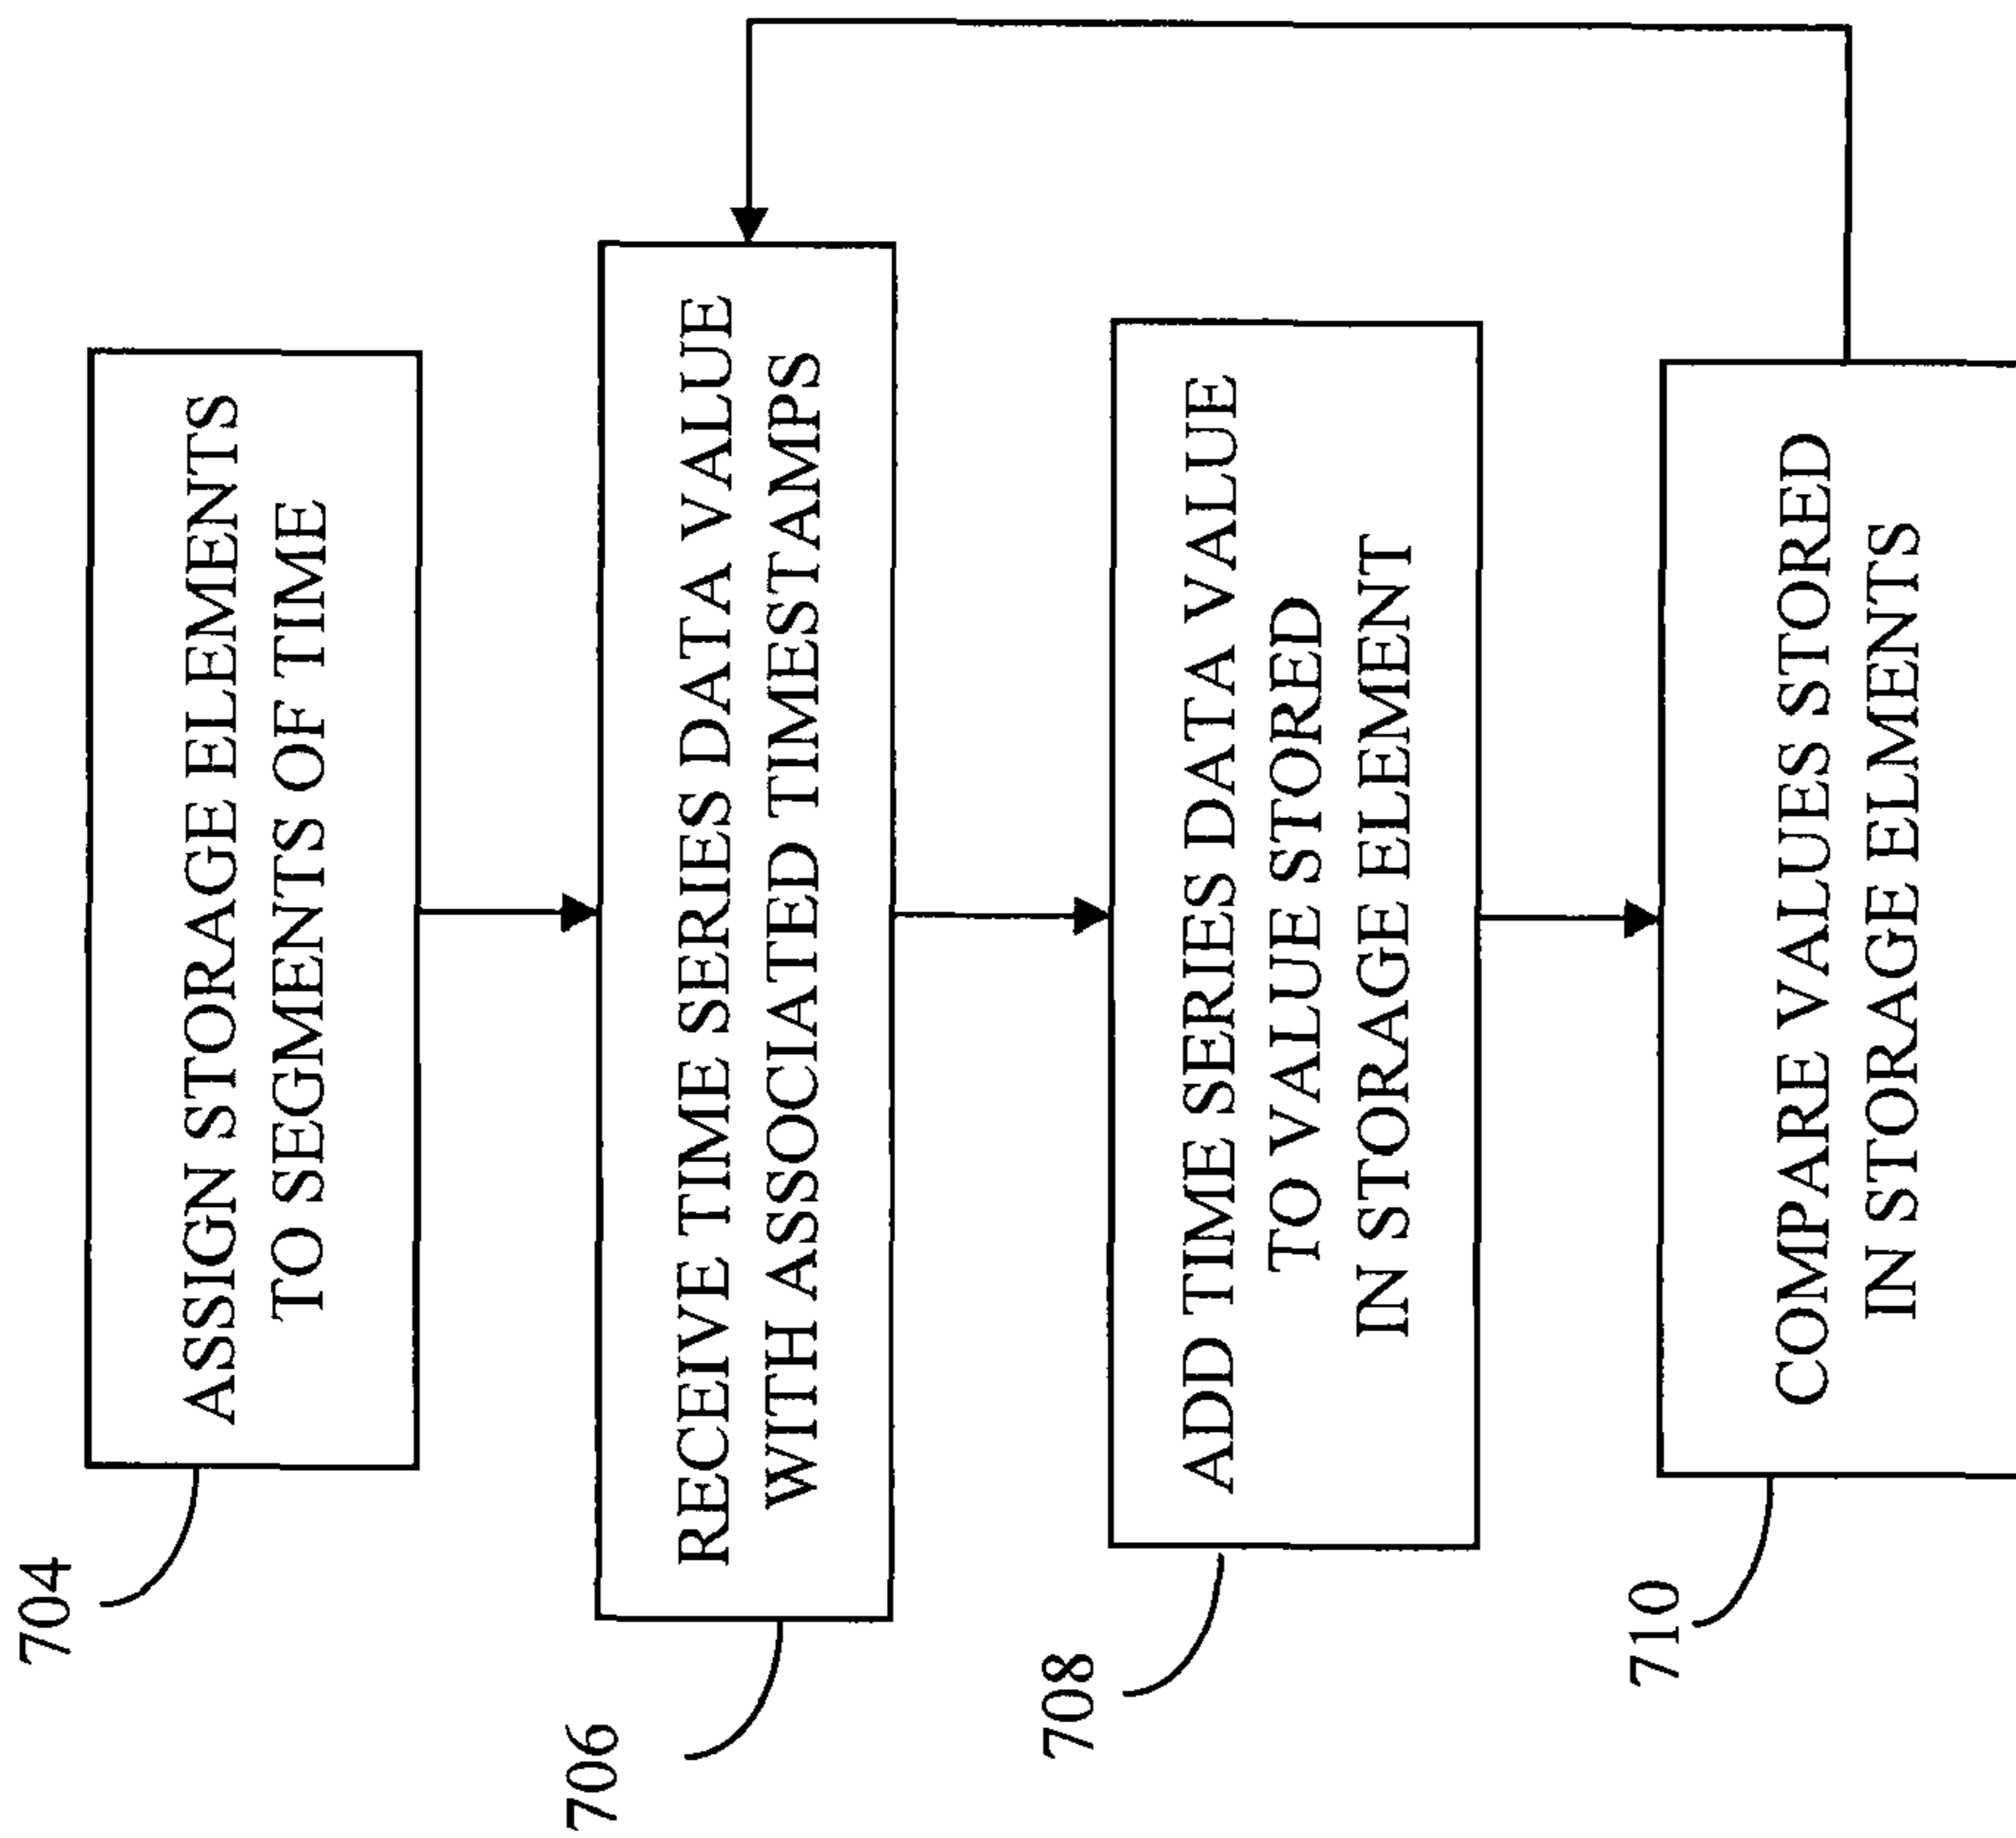 704
ASSIGN STORAGE ELEMENTS
TO SEGMENTS OF TIME
706
RECEIVE TIME SERIES DATA VALUE
WITH ASSOCIATED TIMESTAMPS
708
ADD TIME SERIES DATA VALUE
TO VALUE STORED
IN STORAGE ELEMENT
710
COMPARE VALUES STORED
IN STORAGE ELMENTS